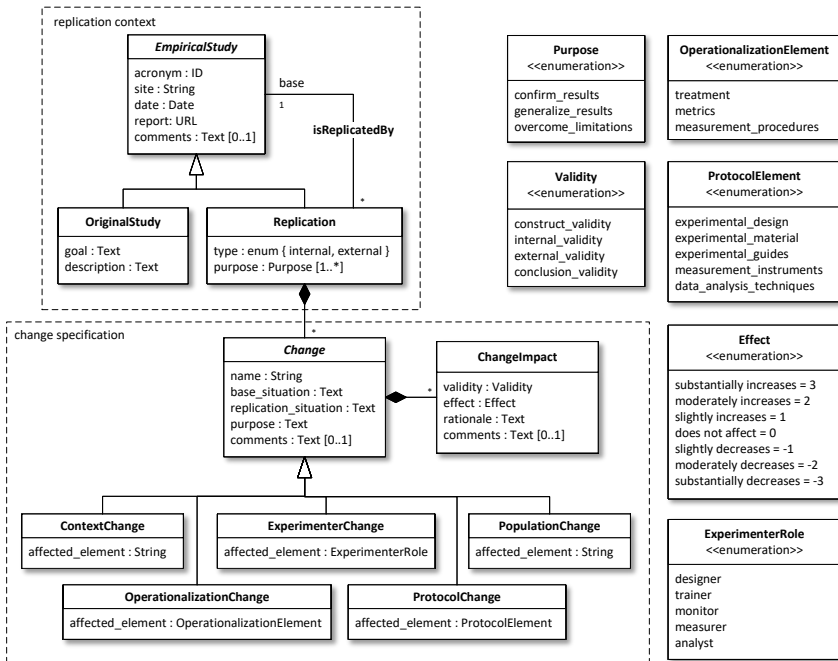 replication context
EmpiricalStudy
acronym : ID
site : String
date : Date
report: URL
comments : Text [0..1]
base
1
isReplicatedBy
*
OriginalStudy
goal : Text
description : Text
Replication
type : enum { internal, external }
purpose : Purpose [1..*]
*
change specification
Change
name : String
base_situation : Text
replication_situation : Text
purpose : Text
comments : Text [0..1]
*
ChangeImpact
validity : Validity
effect : Effect
rationale : Text
comments : Text [0..1]
ContextChange
affected_element : String
ExperimenterChange
affected_element : ExperimenterRole
PopulationChange
affected_element : String
OperationalizationChange
affected_element : OperationalizationElement
ProtocolChange
affected_element : ProtocolElement
Purpose
<<enumeration>>
confirm_results
generalize_results
overcome_limitations
OperationalizationElement
<<enumeration>>
treatment
metrics
measurement_procedures
Validity
<<enumeration>>
construct_validity
internal_validity
external_validity
conclusion_validity
ProtocolElement
<<enumeration>>
experimental_design
experimental_material
experimental_guides
measurement_instruments
data_analysis_techniques
Effect
<<enumeration>>
substantially increases = 3
moderately increases = 2
slightly increases = 1
does not affect = 0
slightly decreases = -1
moderately decreases = -2
substantially decreases = -3
ExperimenterRole
<<enumeration>>
designer
trainer
monitor
measurer
analyst